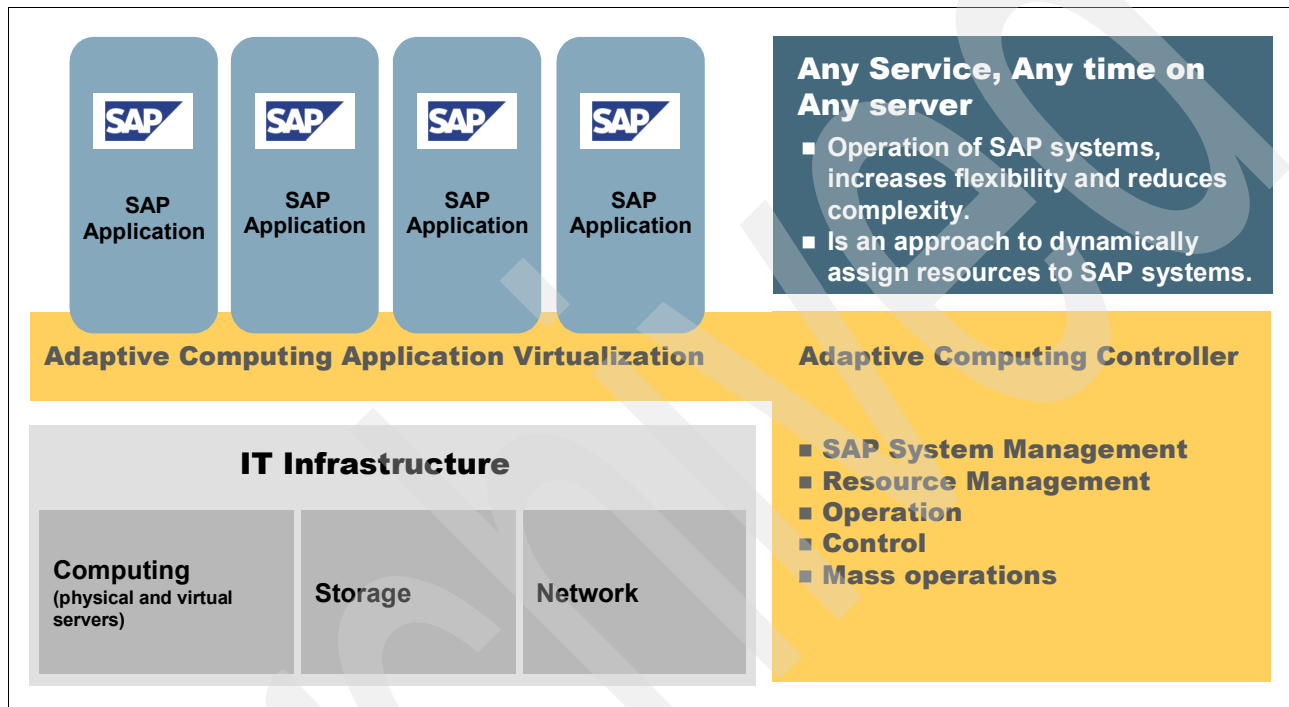 SAP
SAP
SAP
SAP
SAP
Application
SAP
Application
SAP
Application
SAP
Application
Any Service, Any time on
Any server
■ Operation of SAP systems,
increases flexibility and reduces
complexity.
■ Is an approach to dynamically
assign resources to SAP systems.
Adaptive Computing Application Virtualization
Adaptive Computing Controller
■ SAP System Management
■ Resource Management
■ Operation
■ Control
■ Mass operations
IT Infrastructure
Computing
(physical and virtual
servers)
Storage
Network